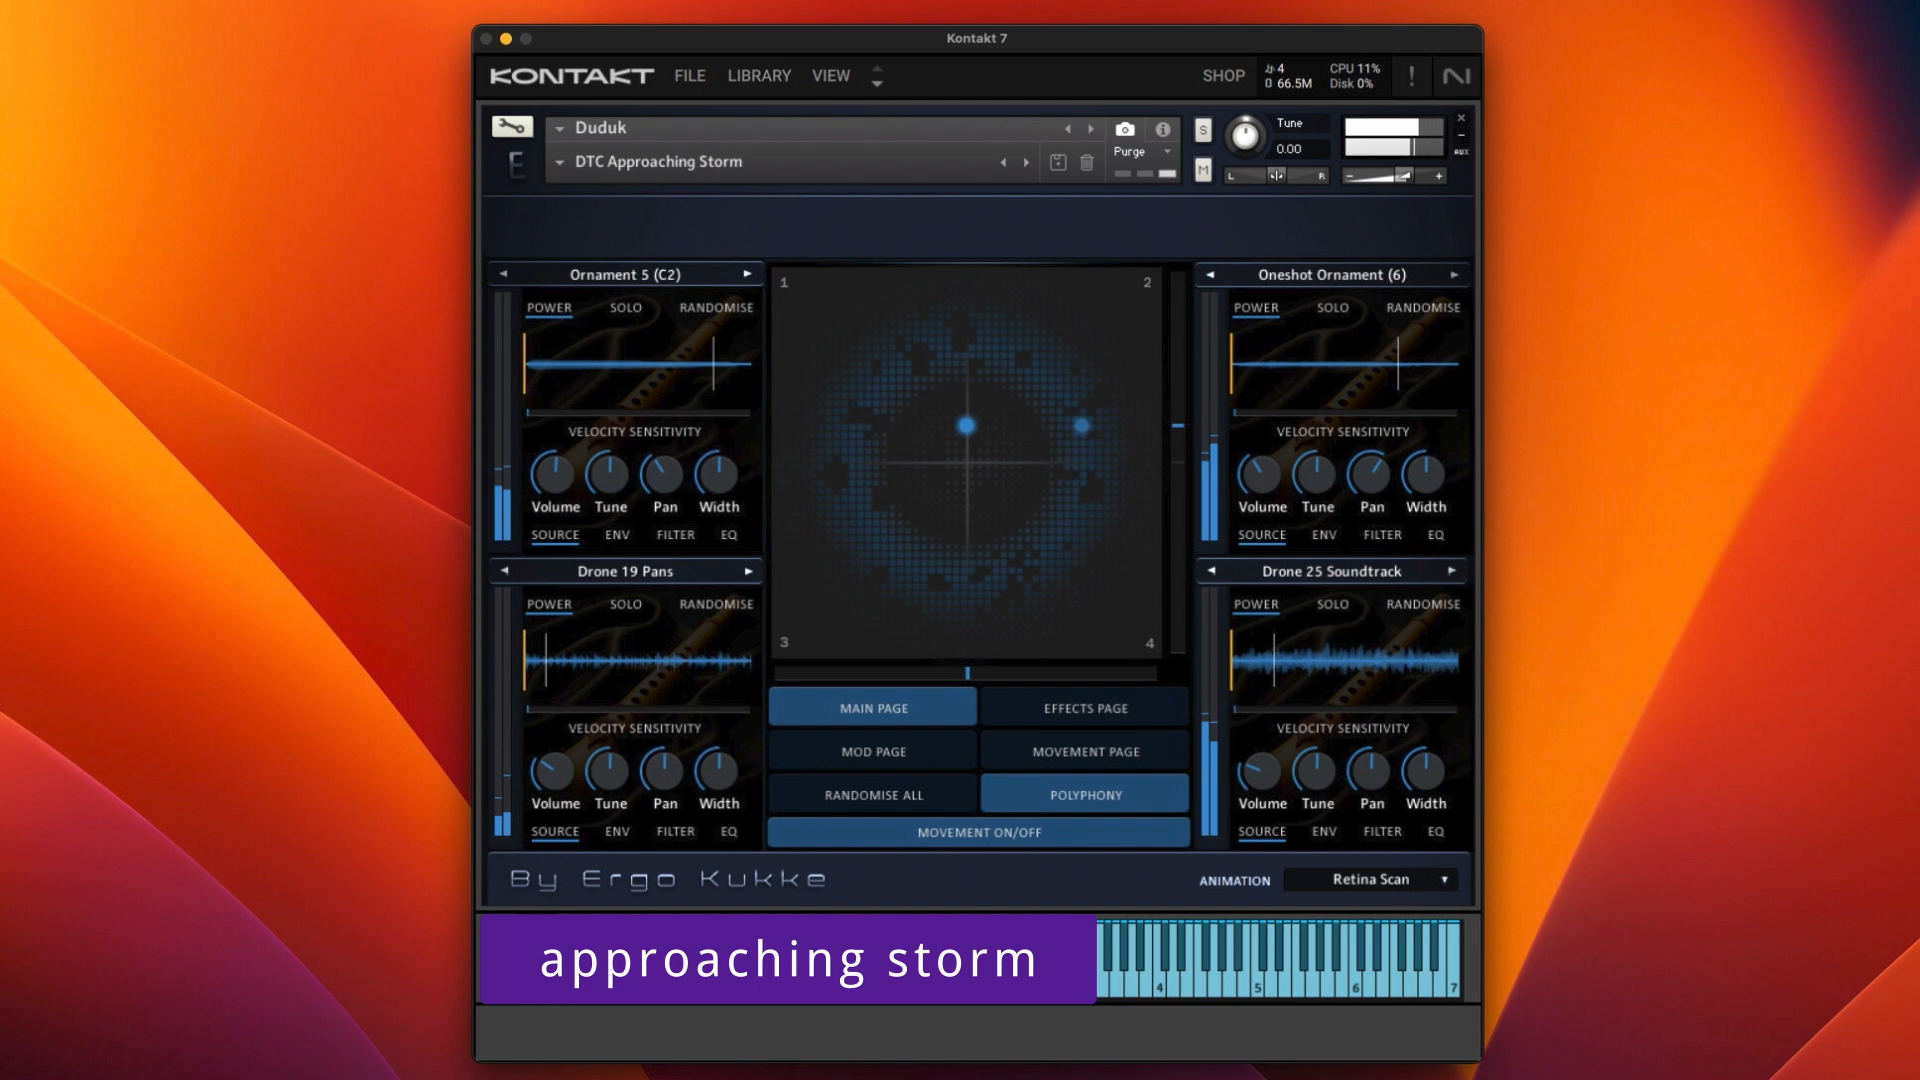 Kontakt 7
KONTAKT FILE LIBRARY VIEW SHOP 4 66.5M CPU 11% Disk 0% !
Duduk
E
DTC Approaching Storm
Purge
S
M
Tune
0.00
L R
- +
AUX
Ornament 5 (C2)
POWER SOLO RANDOMISE
VELOCITY SENSITIVITY
Volume Tune Pan Width
SOURCE ENV FILTER EQ
1 2
3 4
Oneshot Ornament (6)
POWER SOLO RANDOMISE
VELOCITY SENSITIVITY
Volume Tune Pan Width
SOURCE ENV FILTER EQ
Drone 19 Pans
POWER SOLO RANDOMISE
VELOCITY SENSITIVITY
Volume Tune Pan Width
SOURCE ENV FILTER EQ
MAIN PAGE EFFECTS PAGE
MOD PAGE MOVEMENT PAGE
RANDOMISE ALL POLYPHONY
MOVEMENT ON/OFF
Drone 25 Soundtrack
POWER SOLO RANDOMISE
VELOCITY SENSITIVITY
Volume Tune Pan Width
SOURCE ENV FILTER EQ
By Ergo Kukke
ANIMATION Retina Scan
approaching storm
4 5 6 7